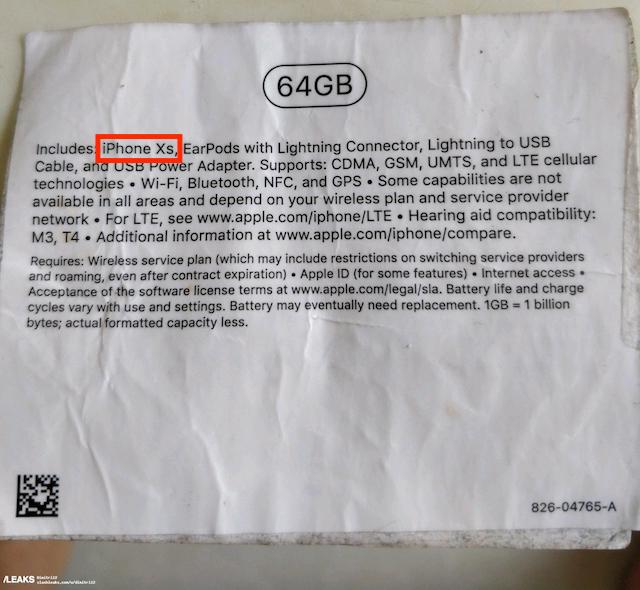 64GB
Includes: iPhone Xs, EarPods with Lightning Connector, Lightning to USB
Cable, and USB Power Adapter. Supports: CDMA, GSM, UMTS, and LTE cellular
technologies • Wi-Fi, Bluetooth, NFC, and GPS • Some capabilities are not
available in all areas and depend on your wireless plan and service provider
network • For LTE, see www.apple.com/iphone/LTE • Hearing aid compatibility:
M3, T4 • Additional information at www.apple.com/iphone/compare.
Requires: Wireless service plan (which may include restrictions on switching service providers
and roaming, even after contract expiration) • Apple ID (for some features) • Internet access •
Acceptance of the software license terms at www.apple.com/legal/sla. Battery life and charge
cycles vary with use and settings. Battery may eventually need replacement. 1GB = 1 billion
bytes; actual formatted capacity less.
826-04765-A
/LEAKS